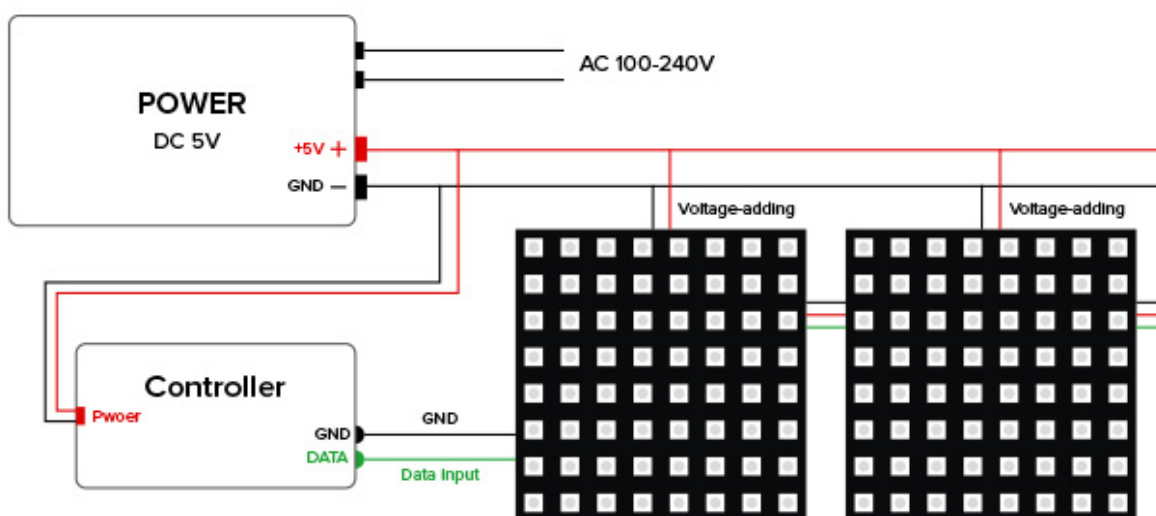 AC 100-240V
POWER
DC 5V
+5V +
GND −
Voltage-adding
Voltage-adding
Controller
Pwoer
GND
GND
DATA
Data Input